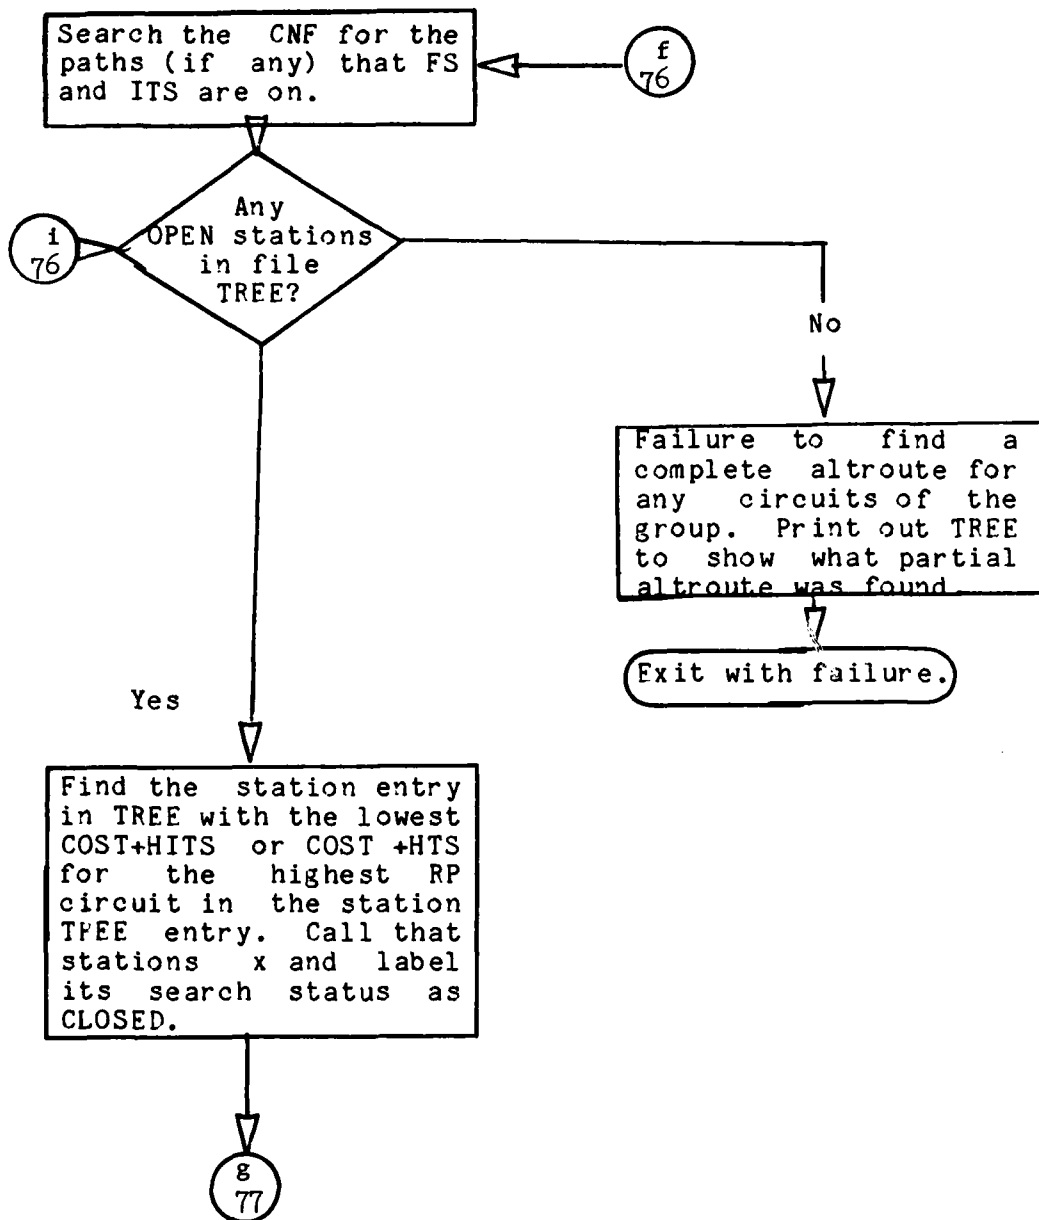 Search the CNF for the
paths (if any) that FS
and ITS are on.
f
76
Any
OPEN stations
in file
TREE?
i
76
No
Failure to find a
complete altroute for
any circuits of the
group. Print out TREE
to show what partial
altroute was found.
Exit with failure.
Yes
Find the station entry
in TREE with the lowest
COST+HITS or COST +HTS
for the highest RP
circuit in the station
TREE entry. Call that
stations x and label
its search status as
CLOSED.
g
77